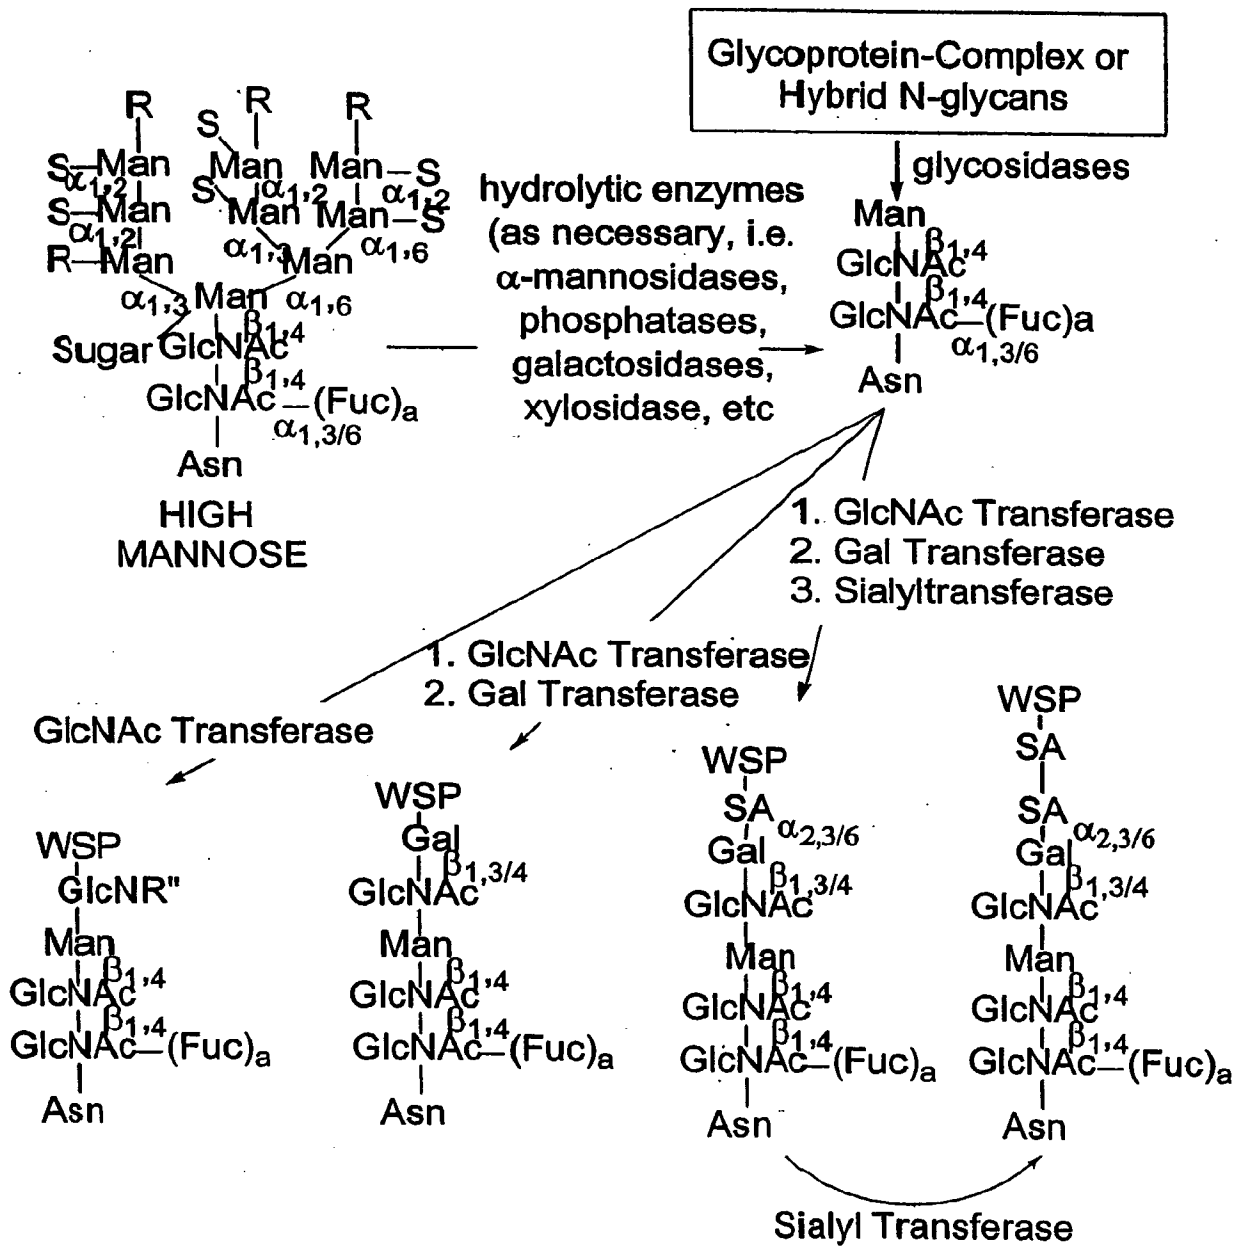 Glycoprotein-Complex or
Hybrid N-glycans
glycosidases
R R R
S
S–Man Man Man–S
α1,2 S α1,2 α1,2
S–Man Man Man–S
α1,2 α1,3 α1,6
R–Man Man
α1,3 Man α1,6
β1,4
Sugar GlcNAc
β1,4
GlcNAc–(Fuc)a
α1,3/6
Asn
HIGH
MANNOSE
hydrolytic enzymes
(as necessary, i.e.
α-mannosidases,
phosphatases,
galactosidases,
xylosidase, etc
Man
β1,4
GlcNAc
β1,4
GlcNAc–(Fuc)a
α1,3/6
Asn
1. GlcNAc Transferase
2. Gal Transferase
3. Sialyltransferase
1. GlcNAc Transferase
2. Gal Transferase
GlcNAc Transferase
WSP
GlcNR"
Man
β1,4
GlcNAc
β1,4
GlcNAc–(Fuc)a
Asn
WSP
Gal
β1,3/4
GlcNAc
Man
β1,4
GlcNAc
β1,4
GlcNAc–(Fuc)a
Asn
WSP
SA
α2,3/6
Gal
β1,3/4
GlcNAc
Man
β1,4
GlcNAc
β1,4
GlcNAc–(Fuc)a
Asn
WSP
SA
SA
α2,3/6
Gal
β1,3/4
GlcNAc
Man
β1,4
GlcNAc
β1,4
GlcNAc–(Fuc)a
Asn
Sialyl Transferase